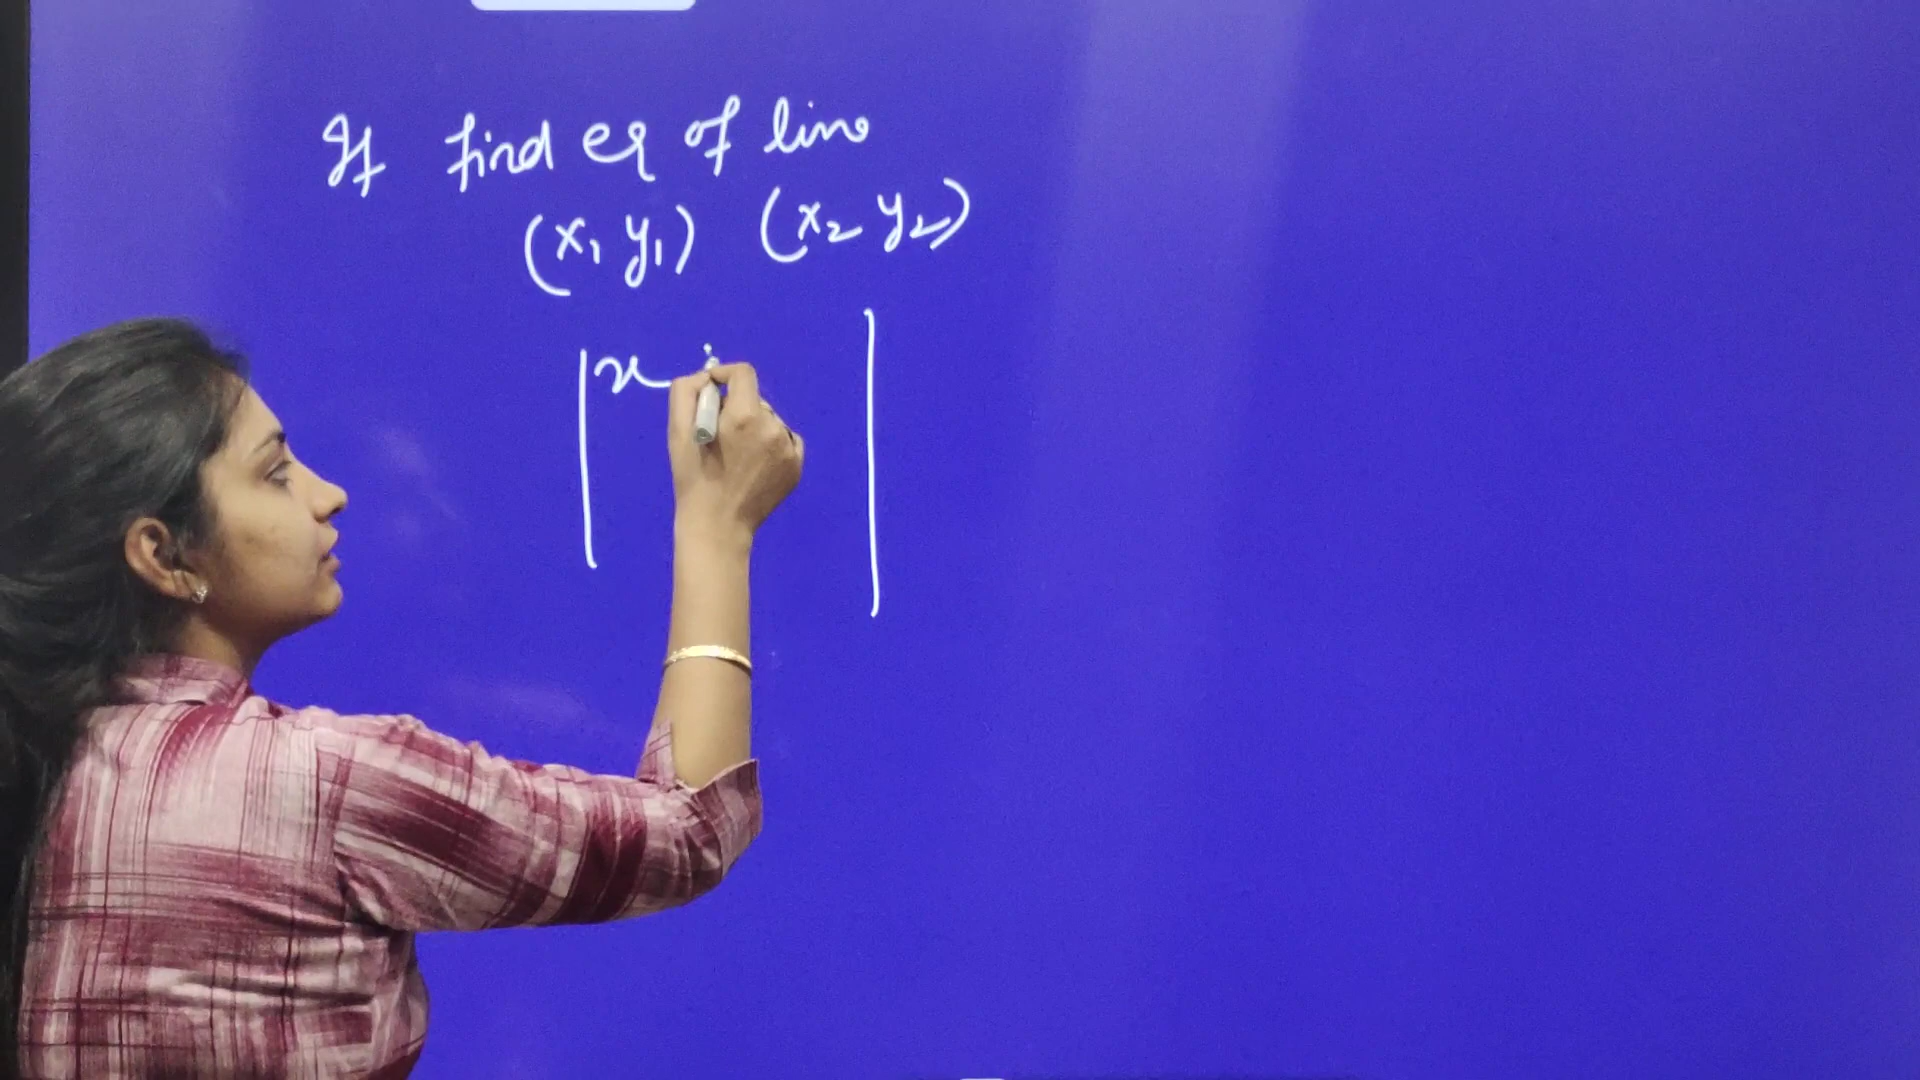 If find eq of line
(x₁ y₁) (x₂ y₂)
| x |